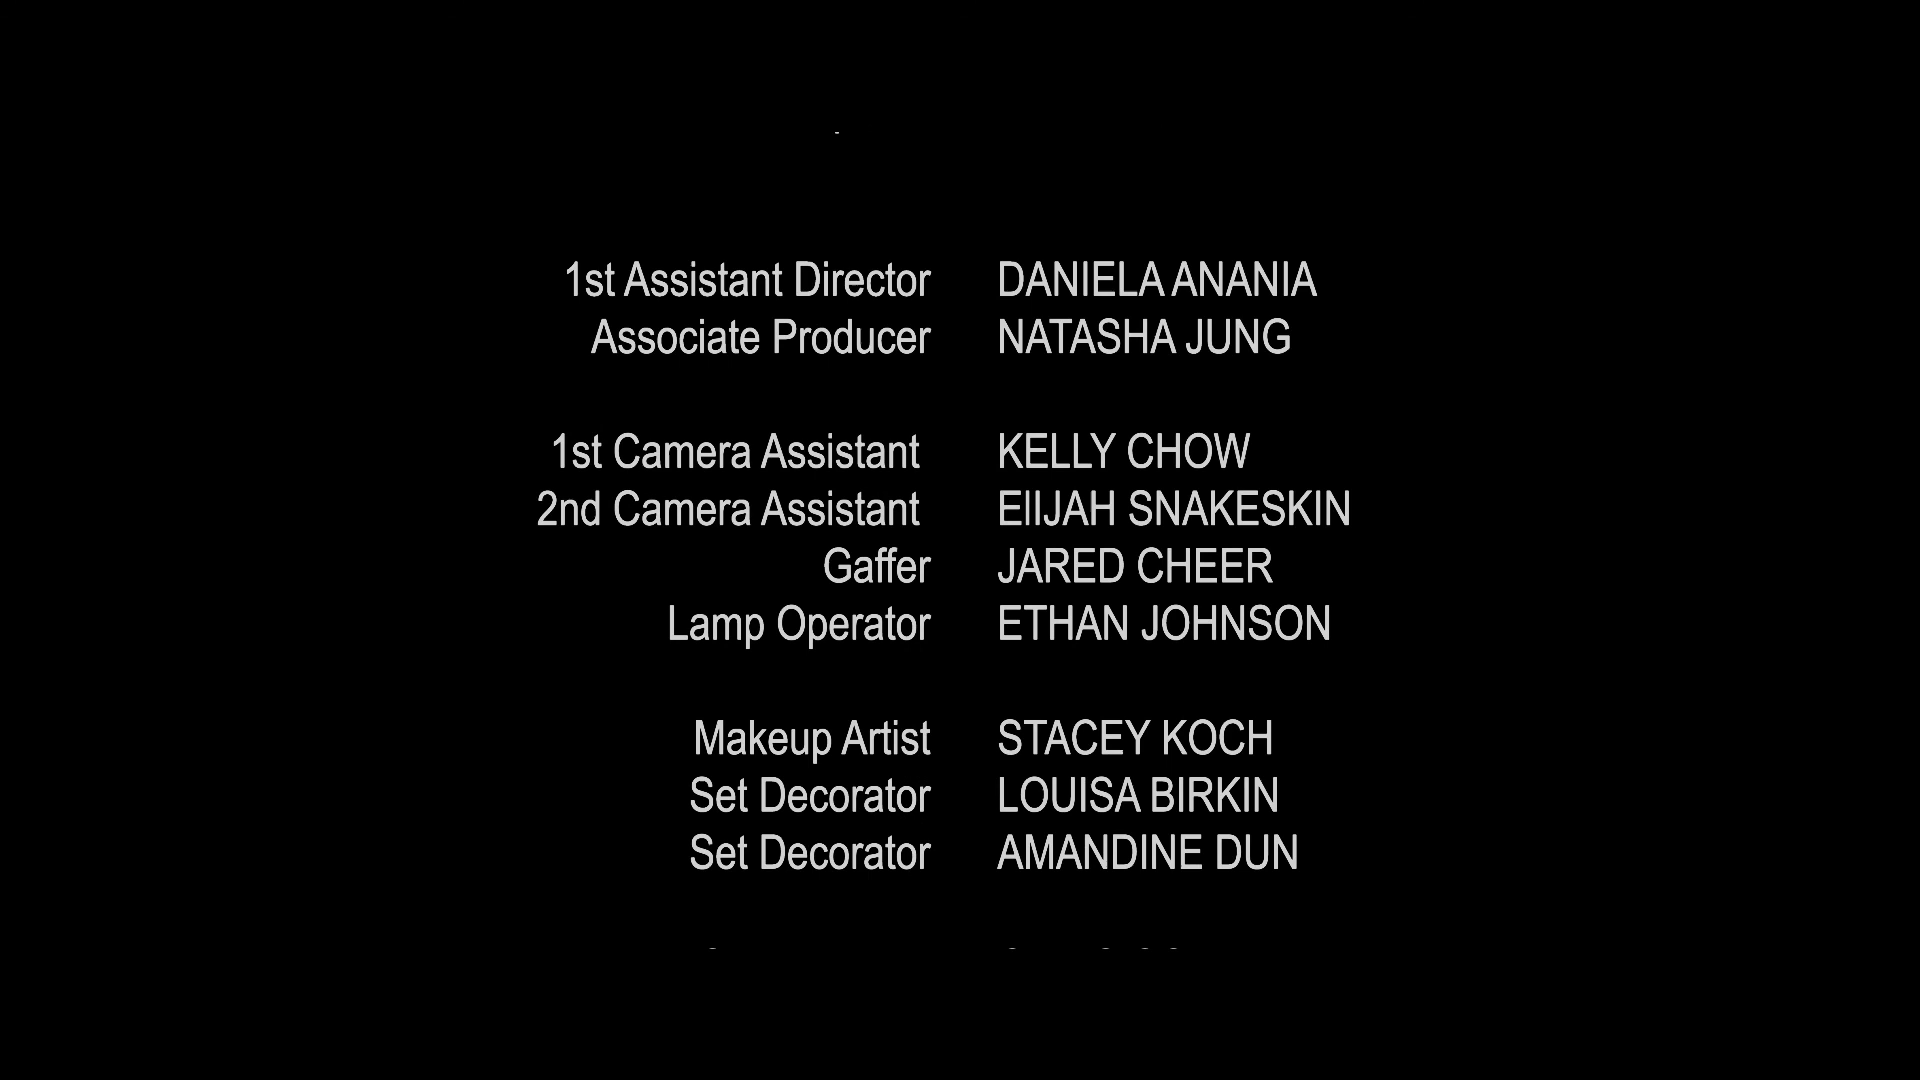 1st Assistant Director DANIELA ANANIA
Associate Producer NATASHA JUNG
1st Camera Assistant KELLY CHOW
2nd Camera Assistant ElIJAH SNAKESKIN
Gaffer JARED CHEER
Lamp Operator ETHAN JOHNSON
Makeup Artist STACEY KOCH
Set Decorator LOUISA BIRKIN
Set Decorator AMANDINE DUN